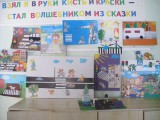 ВЗЯЛ Я В РУКИ КИСТЬ И КРАСКИ –
СТАЛ ВОЛШЕБНИКОМ ИЗ СКАЗКИ